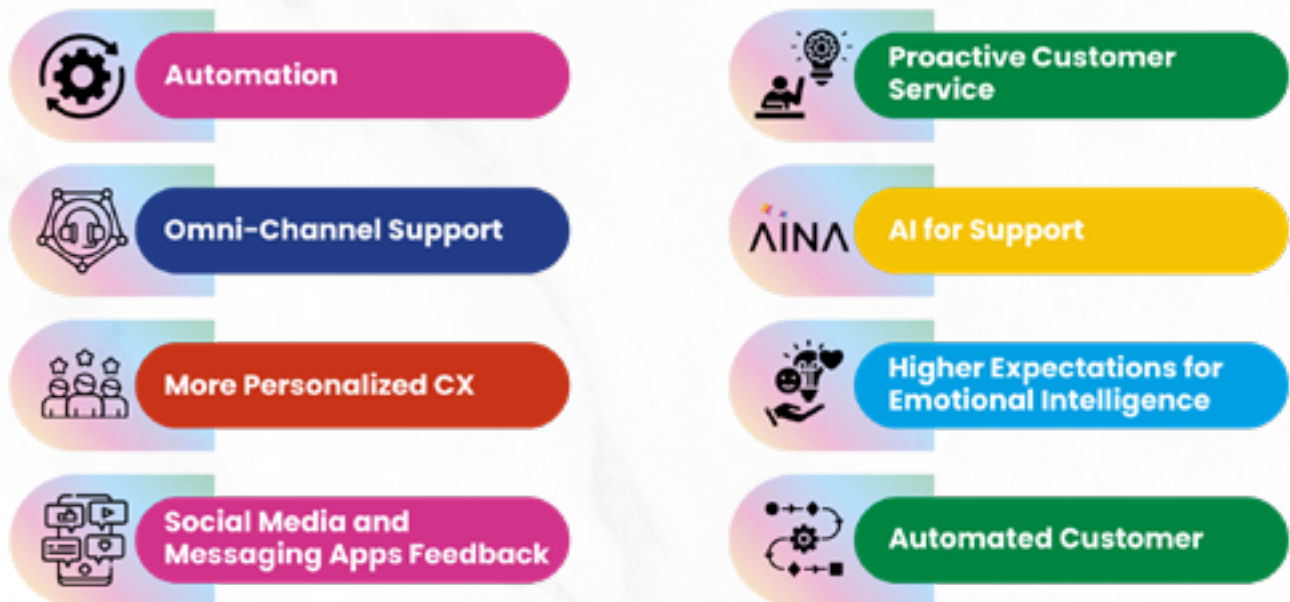 Automation
Omni-Channel Support
More Personalized CX
Social Media and
Messaging Apps Feedback
Proactive Customer
Service
AINA
AI for Support
Higher Expectations for
Emotional Intelligence
Automated Customer